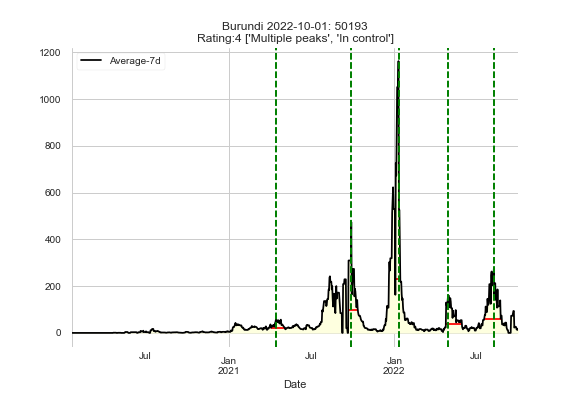 Burundi 2022-10-01: 50193
Rating:4 ['Multiple peaks', 'In control']
1200
Average-7d
1000
800
600
400
200
0
Jul
Jan
2021
Jul
Jan
2022
Jul
Date